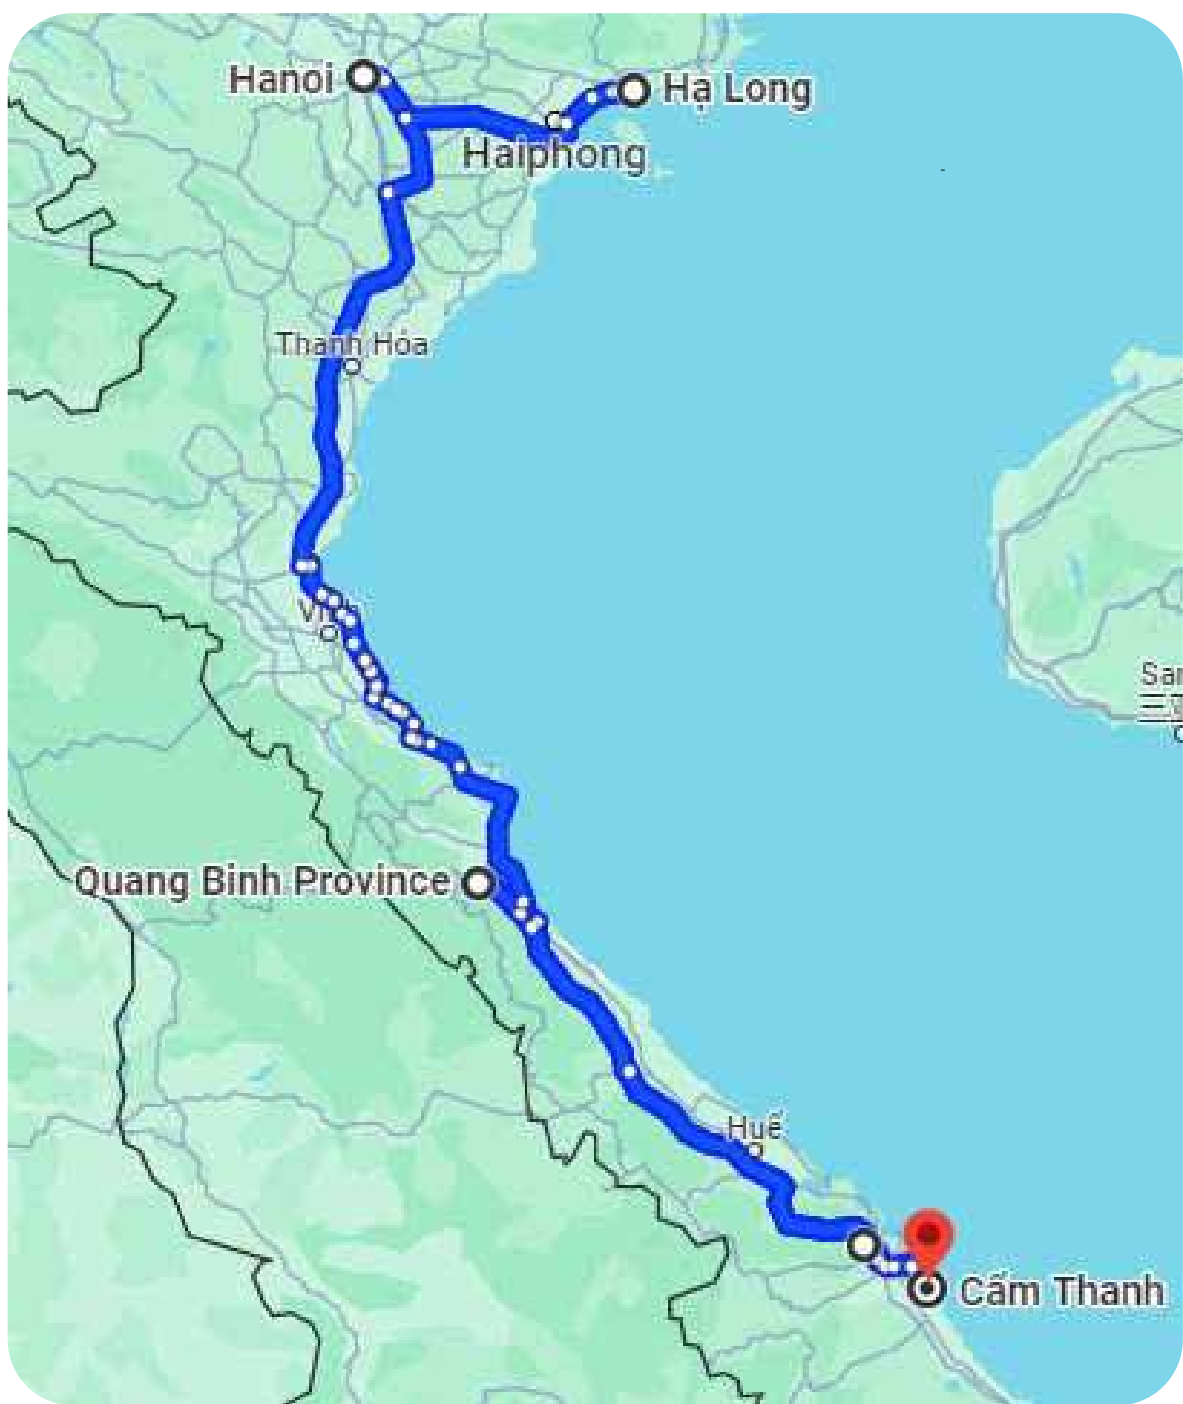 Hanoi
Hạ Long
Haiphong
Thanh Hóa
Quang Binh Province
Huế
Cẩm Thanh